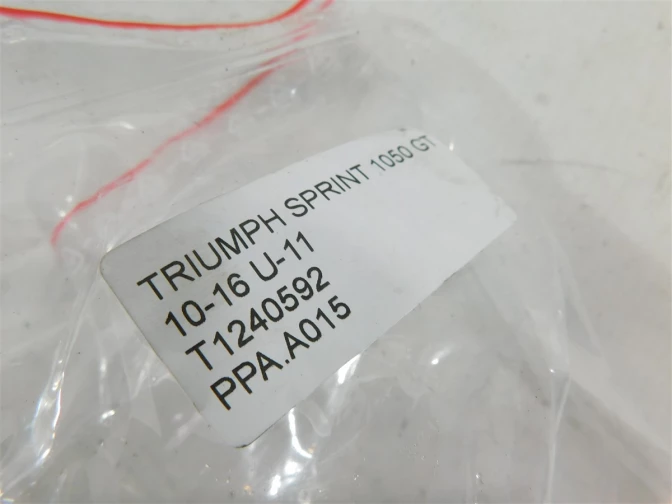 TRIUMPH SPRINT 1050 GT
10-16 U-11
T1240592
PPA.A015